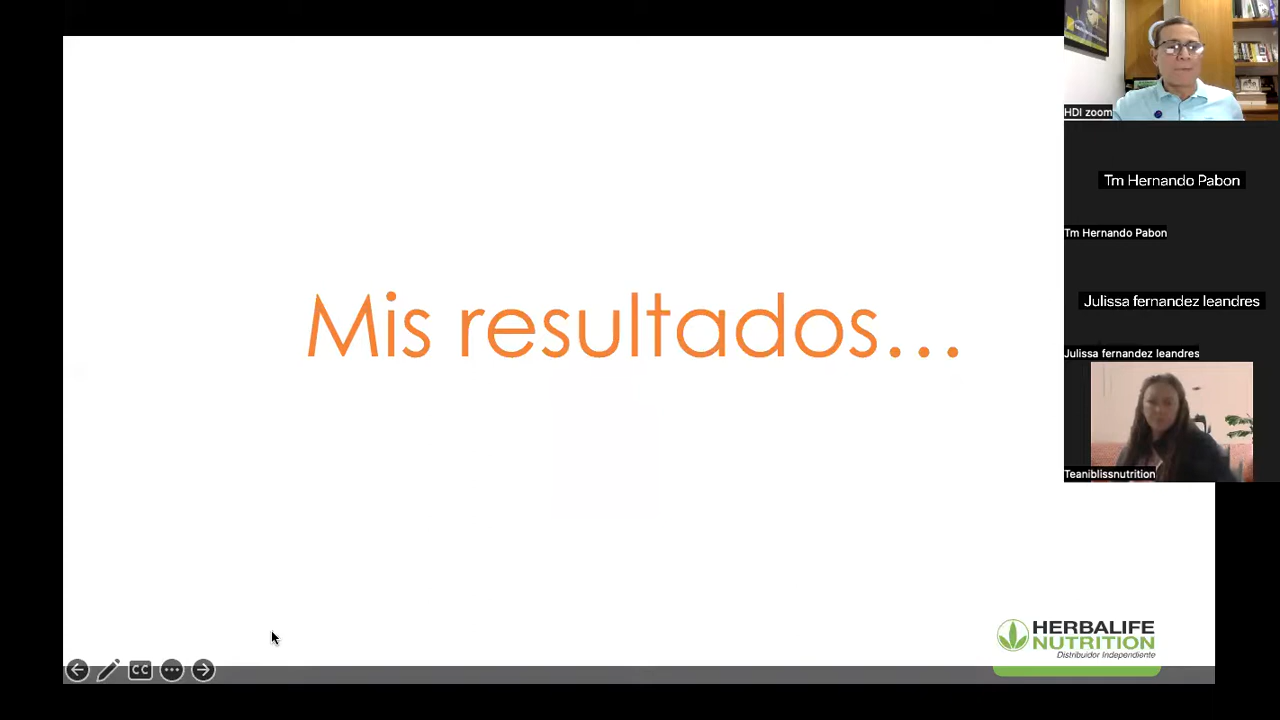 HDI zoom
Tm Hernando Pabon
Tm Hernando Pabon
Julissa fernandez leandres
Julissa fernandez leandres
Teaniblissnutrition
Mis resultados...
HERBALIFE
NUTRITION
Distribuidor Independiente
CC